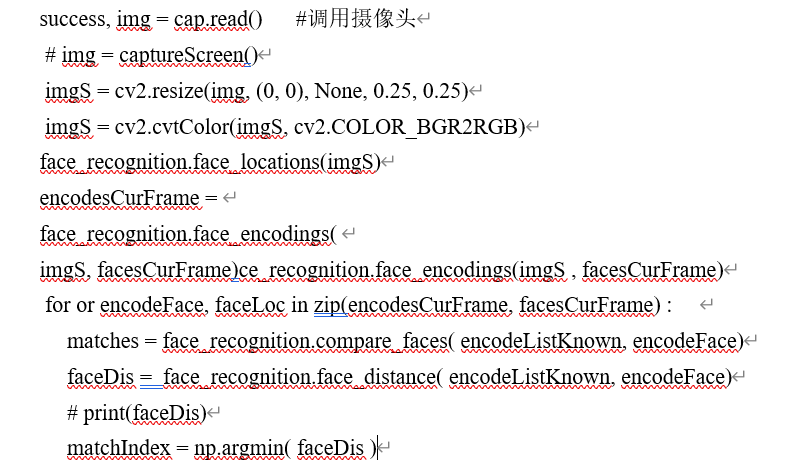 success, img = cap.read()      #调用摄像头
# img = captureScreen()
imgS = cv2.resize(img, (0, 0), None, 0.25, 0.25)
imgS = cv2.cvtColor(imgS, cv2.COLOR_BGR2RGB)
face_recognition.face_locations(imgS)
encodesCurFrame =
face_recognition.face_encodings(
imgS, facesCurFrame)ce_recognition.face_encodings(imgS , facesCurFrame)
for or encodeFace, faceLoc in zip(encodesCurFrame, facesCurFrame) :
matches = face_recognition.compare_faces( encodeListKnown, encodeFace)
faceDis = face_recognition.face_distance( encodeListKnown, encodeFace)
# print(faceDis)
matchIndex = np.argmin( faceDis )